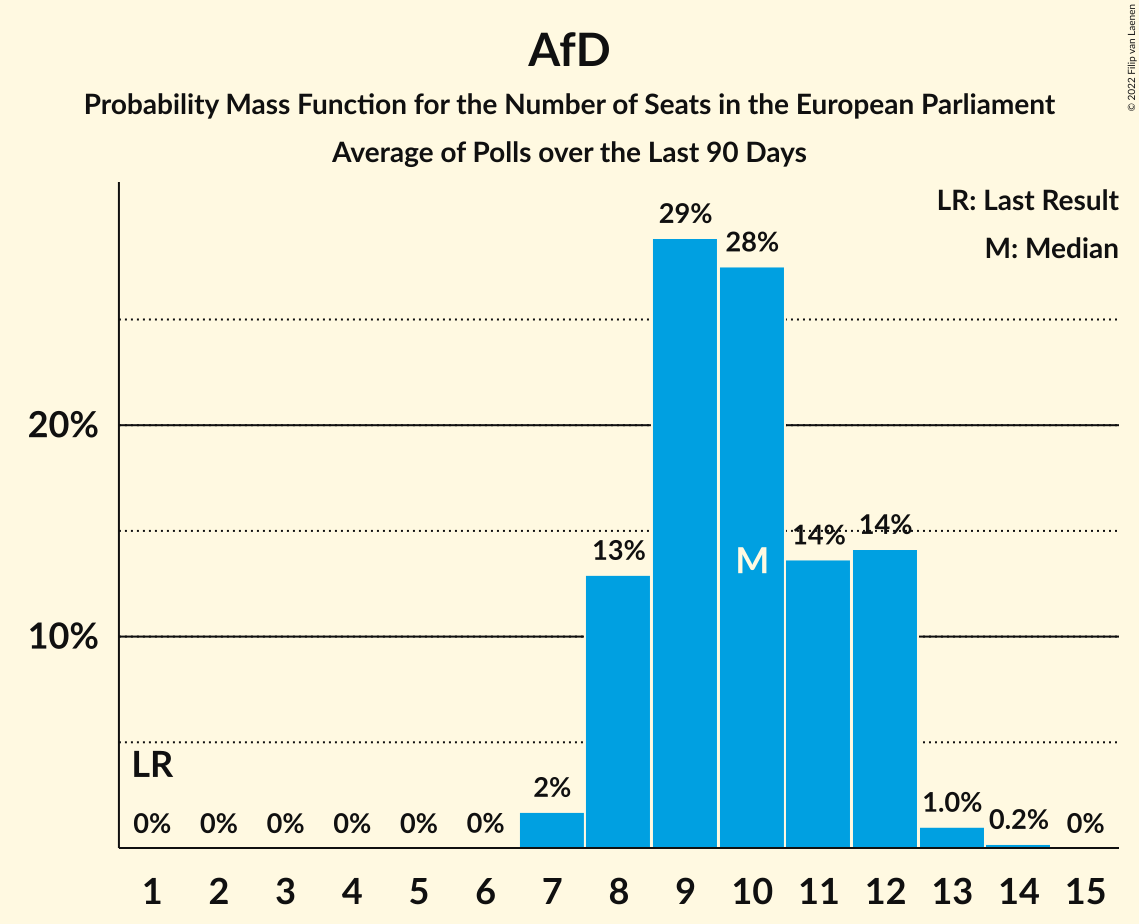 AfD
Probability Mass Function for the Number of Seats in the European Parliament
Average of Polls over the Last 90 Days
© 2022 Filip van Laenen
LR: Last Result
M: Median
29%
28%
20%
14%
14%
13%
M
10%
LR
2%
1.0%
0.2%
0%
0% 0% 0% 0% 0% 0%
1 2 3 4 5 6 7 8 9 10 11 12 13 14 15